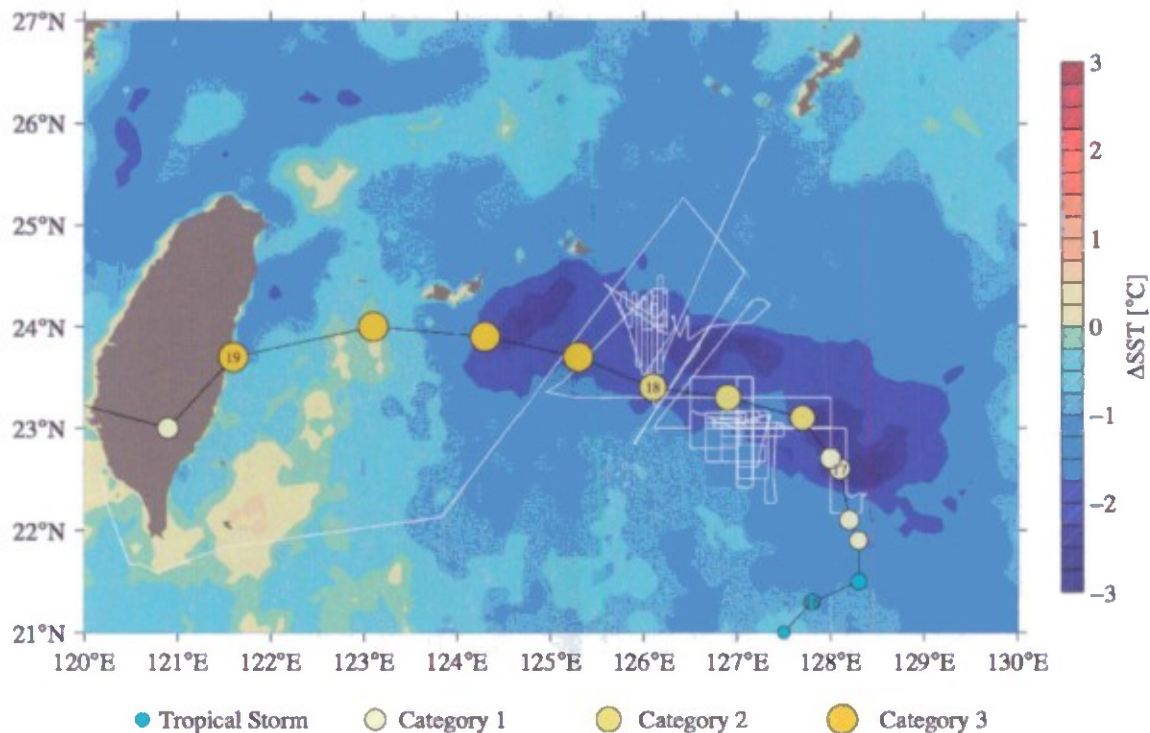 27°N
26°N
25°N
24°N
23°N
22°N
21°N
120°E 121°E 122°E 123°E 124°E 125°E 126°E 127°E 128°E 129°E 130°E
19
18
17
3
2
1
0
−1
−2
−3
ΔSST [°C]
Tropical Storm Category 1 Category 2 Category 3